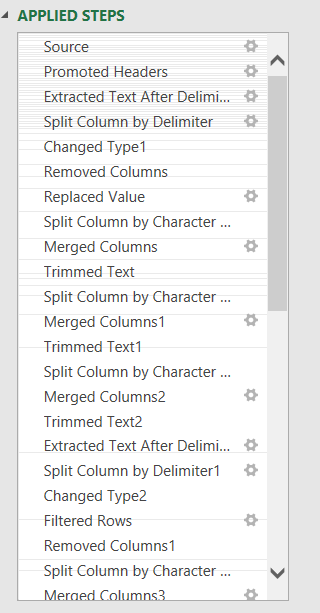 APPLIED STEPS
Source
Promoted Headers
Extracted Text After Delimi...
Split Column by Delimiter
Changed Type1
Removed Columns
Replaced Value
Split Column by Character ...
Merged Columns
Trimmed Text
Split Column by Character ...
Merged Columns1
Trimmed Text1
Split Column by Character ...
Merged Columns2
Trimmed Text2
Extracted Text After Delimi...
Split Column by Delimiter1
Changed Type2
Filtered Rows
Removed Columns1
Split Column by Character ...
Merged Columns3